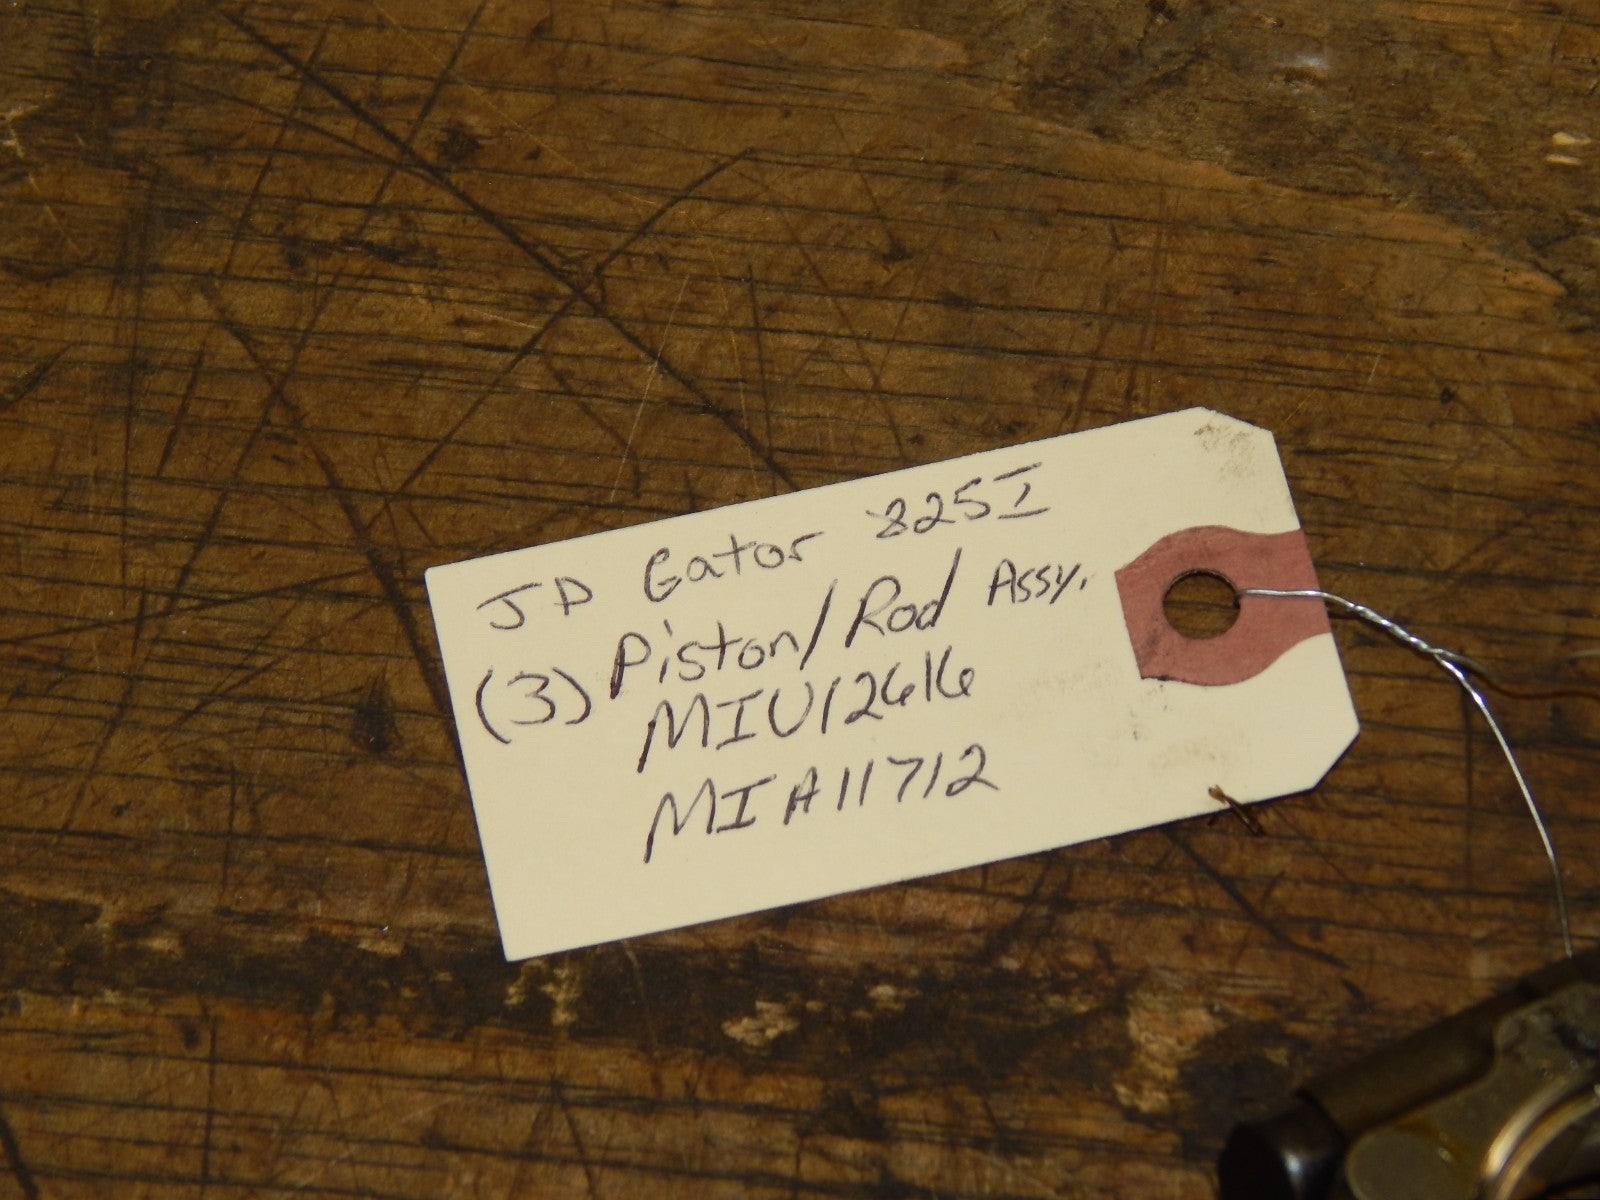 JD Gator 825I
(3) Piston/Rod Assy.
MIU12616
MIA11712